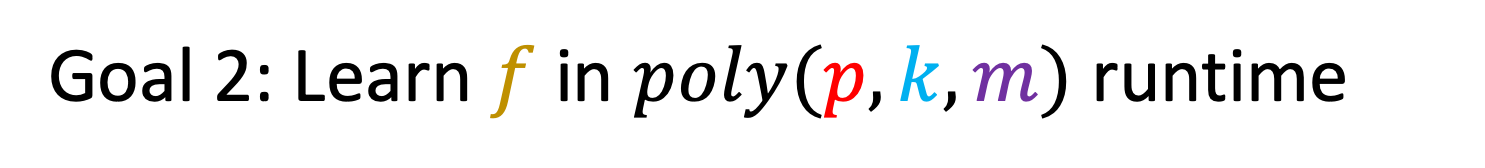 Goal 2: Learn f in poly(p, k, m) runtime